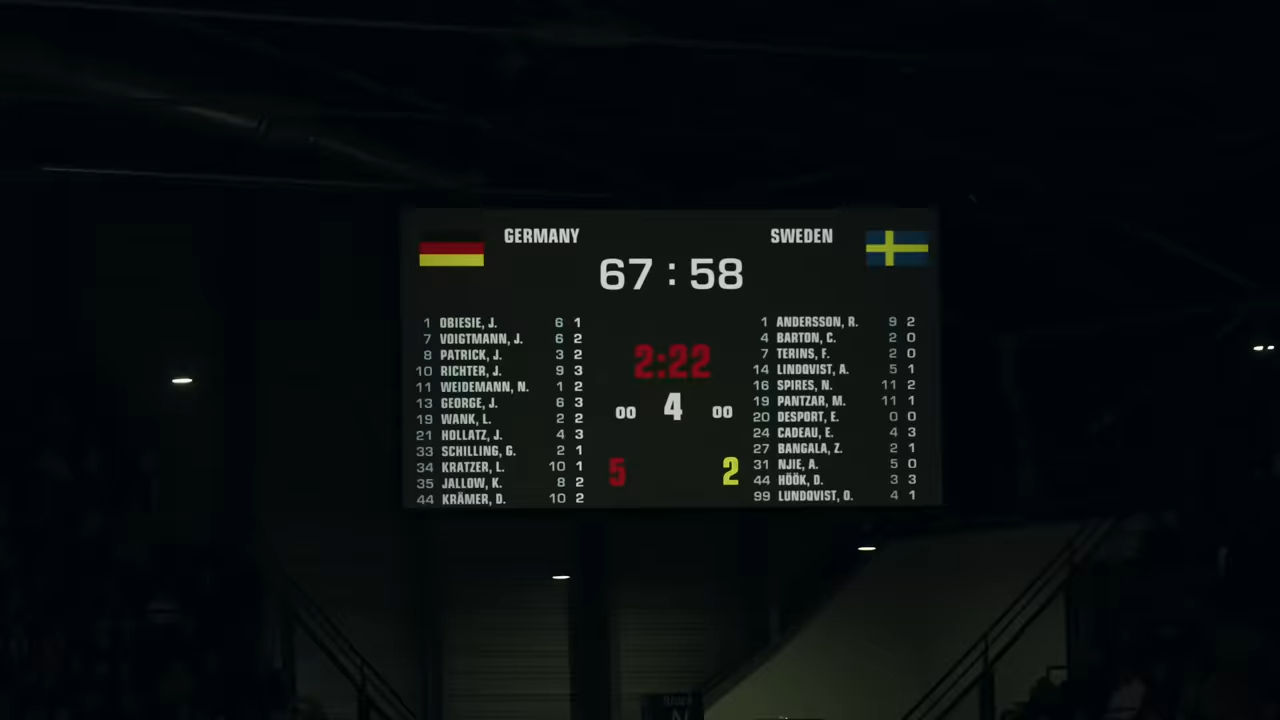 GERMANY SWEDEN
67 : 58
1 OBIESIE, J. 6 1
7 VOIGTMANN, J. 6 2
8 PATRICK, J. 3 2
10 RICHTER, J. 9 3
11 WEIDEMANN, N. 1 2
13 GEORGE, J. 6 3
19 WANK, L. 2 2
21 HOLLATZ, J. 4 3
33 SCHILLING, G. 2 1
34 KRATZER, L. 10 1
35 JALLOW, K. 8 2
44 KRÄMER, D. 10 2
2:22
00 4 00
5 2
1 ANDERSSON, R. 9 2
4 BARTON, C. 2 0
7 TERINS, F. 2 0
14 LINDQVIST, A. 5 1
16 SPIRES, N. 11 2
19 PANTZAR, M. 11 1
20 DESPORT, E. 0 0
24 CADEAU, E. 4 3
27 BANGALA, Z. 2 1
31 NJIE, A. 5 0
44 HÖÖK, D. 3 3
99 LUNDQVIST, O. 4 1